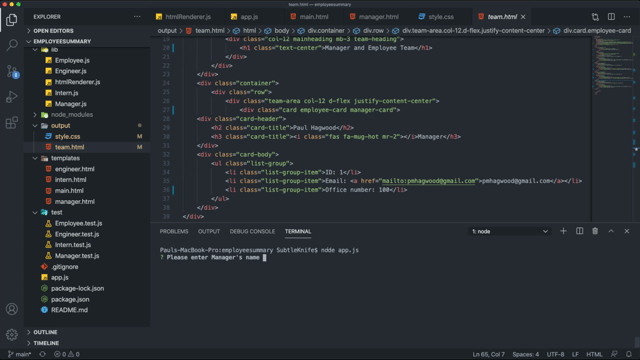 team.html — employeesummary
EXPLORER
htmlRenderer.js
app.js
main.html
manager.html
style.css
team.html
output > team.html > html > body > div.container > div.row > div.team-area.col-12.d-flex.justify-content-center > div.card.employee-card
EMPLOYEESUMMARY
lib
Employee.js
Engineer.js
htmlRenderer.js
Intern.js
Manager.js
node_modules
output
style.css M
team.html M
templates
engineer.html
intern.html
main.html
manager.html
test
Employee.test.js
Engineer.test.js
Intern.test.js
Manager.test.js
.gitignore
app.js
package-lock.json
package.json
README.md
OUTLINE
TIMELINE
19 <div class="col-12 mainheading mb-3 team-heading">
20 <h1 class="text-center">Manager and Employee Team</h1>
21 </div>
22 </div>
23 </div>
24 <div class="container">
25 <div class="row">
26 <div class="team-area col-12 d-flex justify-content-center">
27 <div class="card employee-card manager-card">
28 <div class="card-header">
29 <h2 class="card-title">Paul Hagwood</h2>
30 <h3 class="card-title"><i class="fas fa-mug-hot mr-2"></i>Manager</h3>
31 </div>
32 <div class="card-body">
33 <ul class="list-group">
34 <li class="list-group-item">ID: 1</li>
35 <li class="list-group-item">Email: <a href="mailto:pmhagwood@gmail.com">pmhagwood@gmail.com</a></li>
36 <li class="list-group-item">Office number: 100</li>
37 </ul>
38 </div>
39 </div>
PROBLEMS OUTPUT DEBUG CONSOLE TERMINAL 1: node
Pauls-MacBook-Pro:employeesummary SubtleKnife$ node app.js
? Please enter Manager's name
main* 0 0 Ln 66, Col 7 Spaces: 4 UTF-8 LF HTML